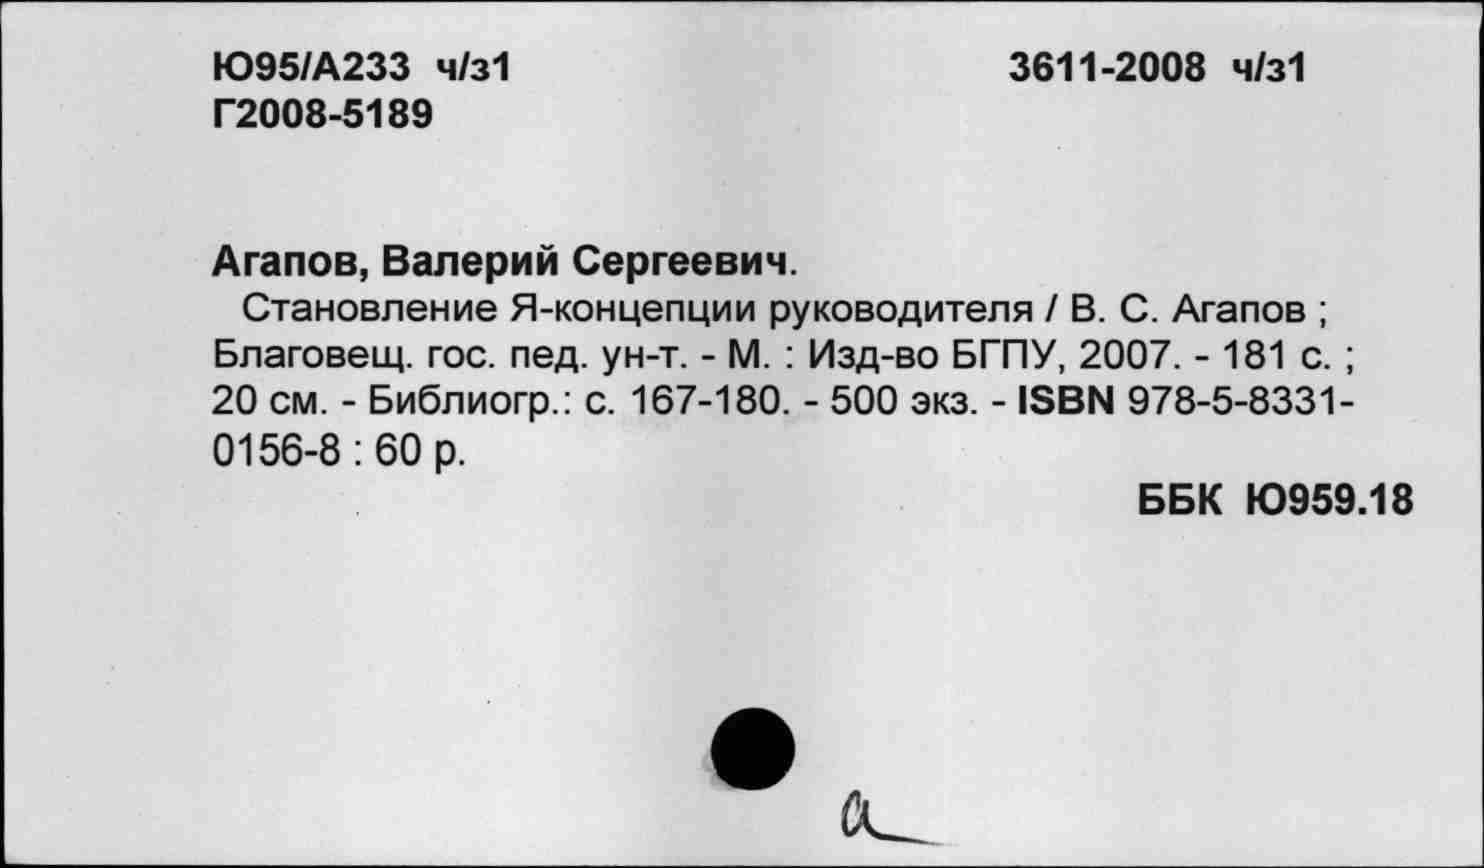 Ю95/А233 ч/з1 3611-2008 ч/з1
Г2008-5189
Агапов, Валерий Сергеевич.
Становление Я-концепции руководителя / В. С. Агапов ;
Благовещ. гос. пед. ун-т. - М. : Изд-во БГПУ, 2007. - 181 с. ;
20 см. - Библиогр.: с. 167-180. - 500 экз. - ISBN 978-5-8331-
0156-8 : 60 р.
ББК Ю959.18
а